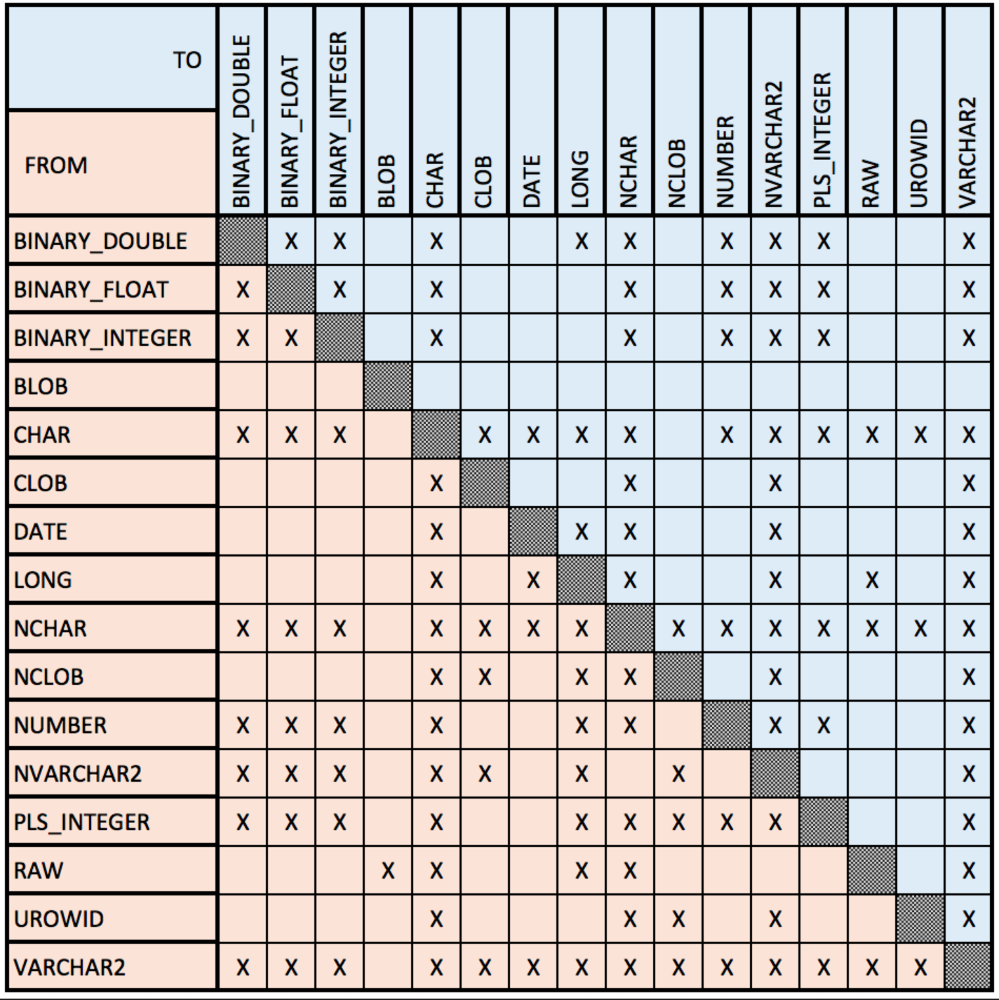 TO
FROM
BINARY_DOUBLE
BINARY_FLOAT
BINARY_INTEGER
BLOB
CHAR
CLOB
DATE
LONG
NCHAR
NCLOB
NUMBER
NVARCHAR2
PLS_INTEGER
RAW
UROWID
VARCHAR2
BINARY_DOUBLE X X X X X X X X X
BINARY_FLOAT X X X X X X X X
BINARY_INTEGER X X X X X X X X
BLOB
CHAR X X X X X X X X X X X X X
CLOB X X X X
DATE X X X X X
LONG X X X X X X
NCHAR X X X X X X X X X X X X X X
NCLOB X X X X X X
NUMBER X X X X X X X X X
NVARCHAR2 X X X X X X X X
PLS_INTEGER X X X X X X X X X X
RAW X X X X X
UROWID X X X X X
VARCHAR2 X X X X X X X X X X X X X X